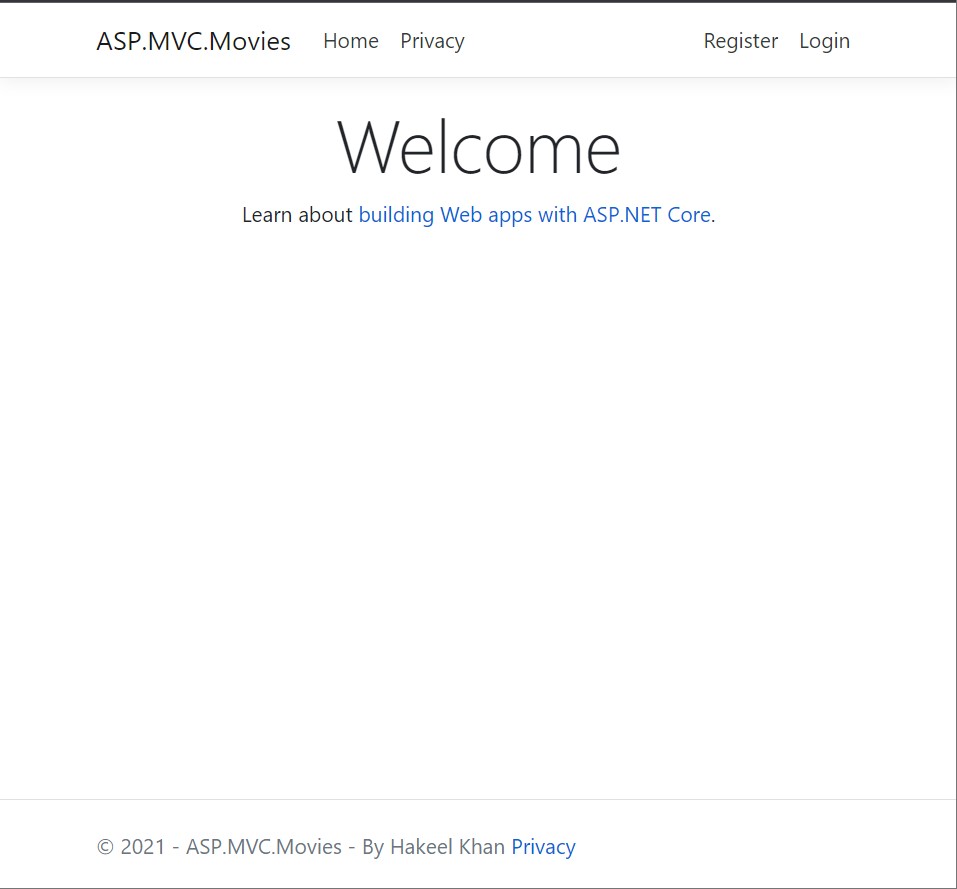 ASP.MVC.Movies Home Privacy Register Login
Welcome
Learn about building Web apps with ASP.NET Core.
© 2021 - ASP.MVC.Movies - By Hakeel Khan Privacy